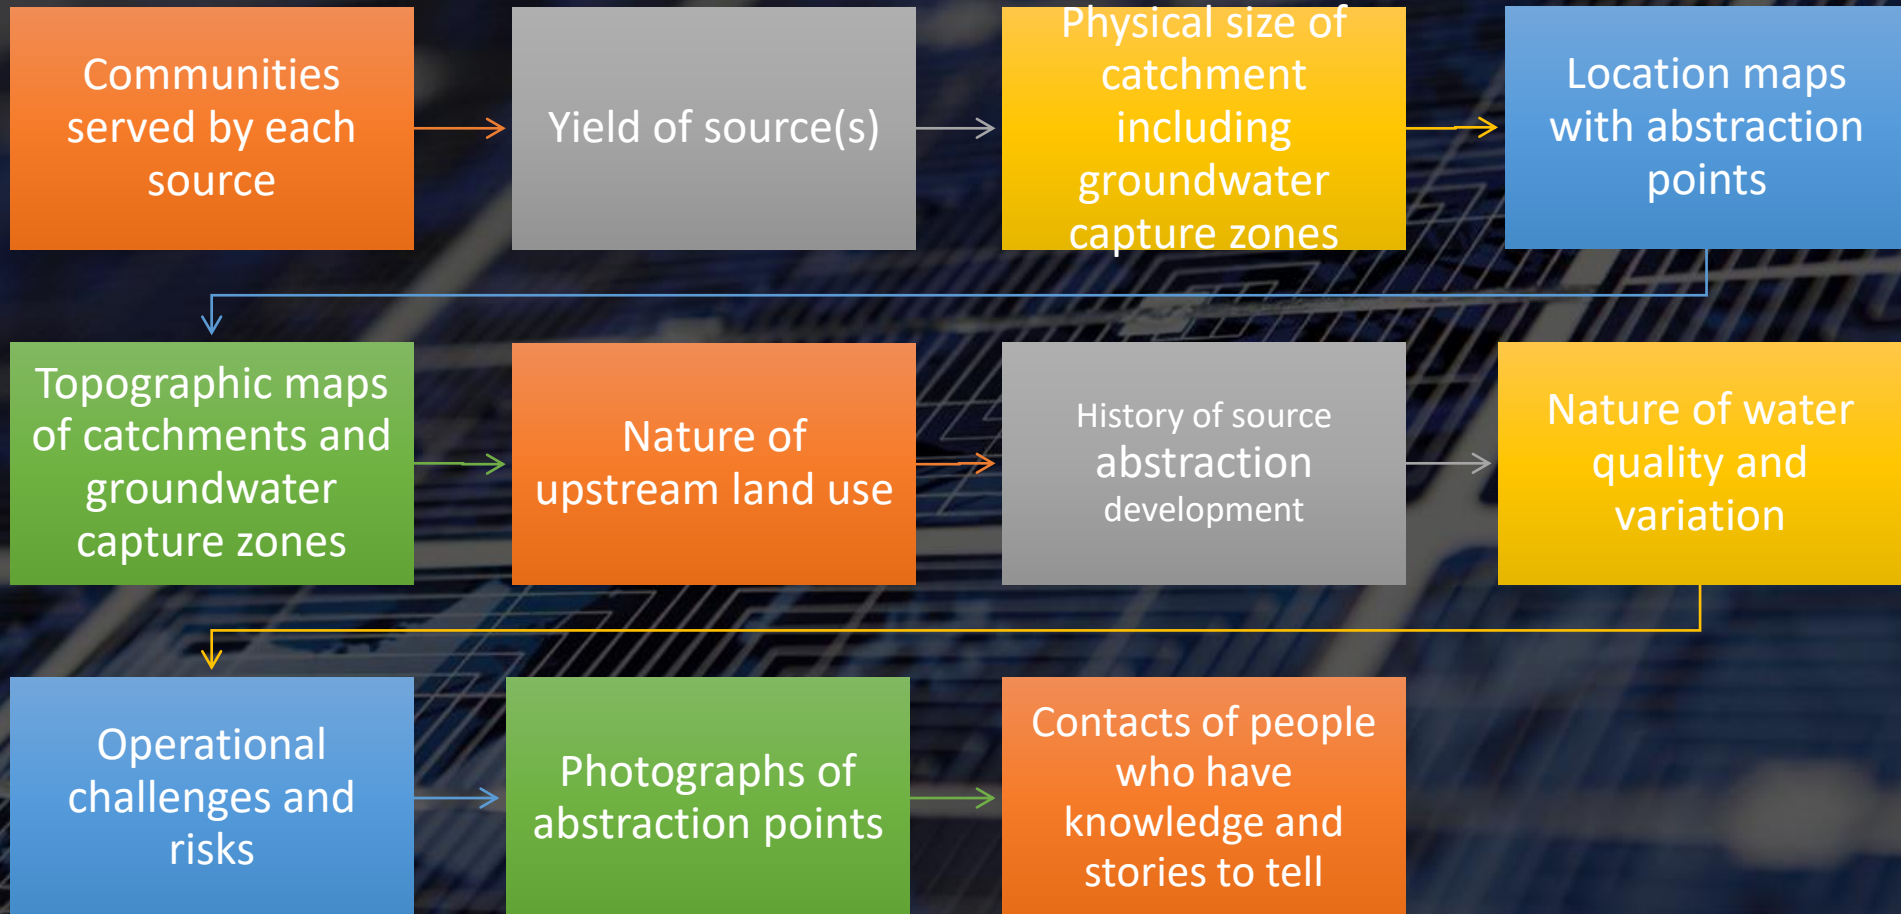 Communities
served by each
source
Yield of source(s)
Physical size of
catchment
including
groundwater
capture zones
Location maps
with abstraction
points
Topographic maps
of catchments and
groundwater
capture zones
Nature of
upstream land use
History of source
abstraction
development
Nature of water
quality and
variation
Operational
challenges and
risks
Photographs of
abstraction points
Contacts of people
who have
knowledge and
stories to tell